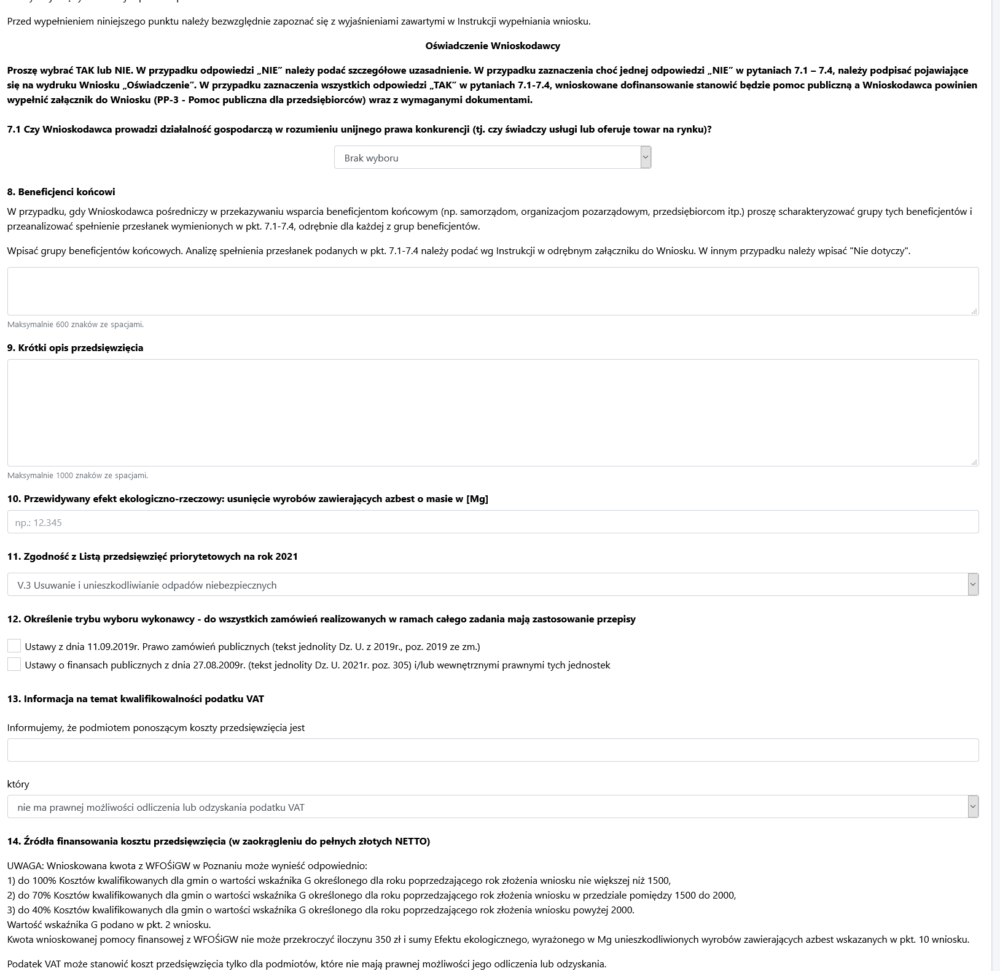 Przed wypełnieniem niniejszego punktu należy bezwzględnie zapoznać się z wyjaśnieniami zawartymi w Instrukcji wypełniania wniosku.
Oświadczenie Wnioskodawcy
Proszę wybrać TAK lub NIE. W przypadku odpowiedzi „NIE” należy podać szczegółowe uzasadnienie. W przypadku zaznaczenia choć jednej odpowiedzi „NIE” w pytaniach 7.1 – 7.4, należy podpisać pojawiające
się na wydruku Wniosku „Oświadczenie”. W przypadku zaznaczenia wszystkich odpowiedzi „TAK” w pytaniach 7.1-7.4, wnioskowane dofinansowanie stanowić będzie pomoc publiczną a Wnioskodawca powinien
wypełnić załącznik do Wniosku (PP-3 - Pomoc publiczna dla przedsiębiorców) wraz z wymaganymi dokumentami.
7.1 Czy Wnioskodawca prowadzi działalność gospodarczą w rozumieniu unijnego prawa konkurencji (tj. czy świadczy usługi lub oferuje towar na rynku)?
Brak wyboru
8. Beneficjenci końcowi
W przypadku, gdy Wnioskodawca pośredniczy w przekazywaniu wsparcia beneficjentom końcowym (np. samorządom, organizacjom pozarządowym, przedsiębiorcom itp.) proszę scharakteryzować grupy tych beneficjentów i
przeanalizować spełnienie przesłanek wymienionych w pkt. 7.1-7.4, odrębnie dla każdej z grup beneficjentów.
Wpisać grupy beneficjentów końcowych. Analizę spełnienia przesłanek podanych w pkt. 7.1-7.4 należy podać wg Instrukcji w odrębnym załączniku do Wniosku. W innym przypadku należy wpisać "Nie dotyczy".
Maksymalnie 600 znaków ze spacjami.
9. Krótki opis przedsięwzięcia
Maksymalnie 1000 znaków ze spacjami.
10. Przewidywany efekt ekologiczno-rzeczowy: usunięcie wyrobów zawierających azbest o masie w [Mg]
np.: 12.345
11. Zgodność z Listą przedsięwzięć priorytetowych na rok 2021
V.3 Usuwanie i unieszkodliwianie odpadów niebezpiecznych
12. Określenie trybu wyboru wykonawcy - do wszystkich zamówień realizowanych w ramach całego zadania mają zastosowanie przepisy
Ustawy z dnia 11.09.2019r. Prawo zamówień publicznych (tekst jednolity Dz. U. z 2019r., poz. 2019 ze zm.)
Ustawy o finansach publicznych z dnia 27.08.2009r. (tekst jednolity Dz. U. 2021r. poz. 305) i/lub wewnętrznymi prawnymi tych jednostek
13. Informacja na temat kwalifikowalności podatku VAT
Informujemy, że podmiotem ponoszącym koszty przedsięwzięcia jest
który
nie ma prawnej możliwości odliczenia lub odzyskania podatku VAT
14. Źródła finansowania kosztu przedsięwzięcia (w zaokrągleniu do pełnych złotych NETTO)
UWAGA: Wnioskowana kwota z WFOŚiGW w Poznaniu może wynieść odpowiednio:
1) do 100% Kosztów kwalifikowanych dla gmin o wartości wskaźnika G określonego dla roku poprzedzającego rok złożenia wniosku nie większej niż 1500,
2) do 70% Kosztów kwalifikowanych dla gmin o wartości wskaźnika G określonego dla roku poprzedzającego rok złożenia wniosku w przedziale pomiędzy 1500 do 2000,
3) do 40% Kosztów kwalifikowanych dla gmin o wartości wskaźnika G określonego dla roku poprzedzającego rok złożenia wniosku powyżej 2000.
Wartość wskaźnika G podano w pkt. 2 wniosku.
Kwota wnioskowanej pomocy finansowej z WFOŚiGW nie może przekroczyć iloczynu 350 zł i sumy Efektu ekologicznego, wyrażonego w Mg unieszkodliwionych wyrobów zawierających azbest wskazanych w pkt. 10 wniosku.
Podatek VAT może stanowić koszt przedsięwzięcia tylko dla podmiotów, które nie mają prawnej możliwości jego odliczenia lub odzyskania.